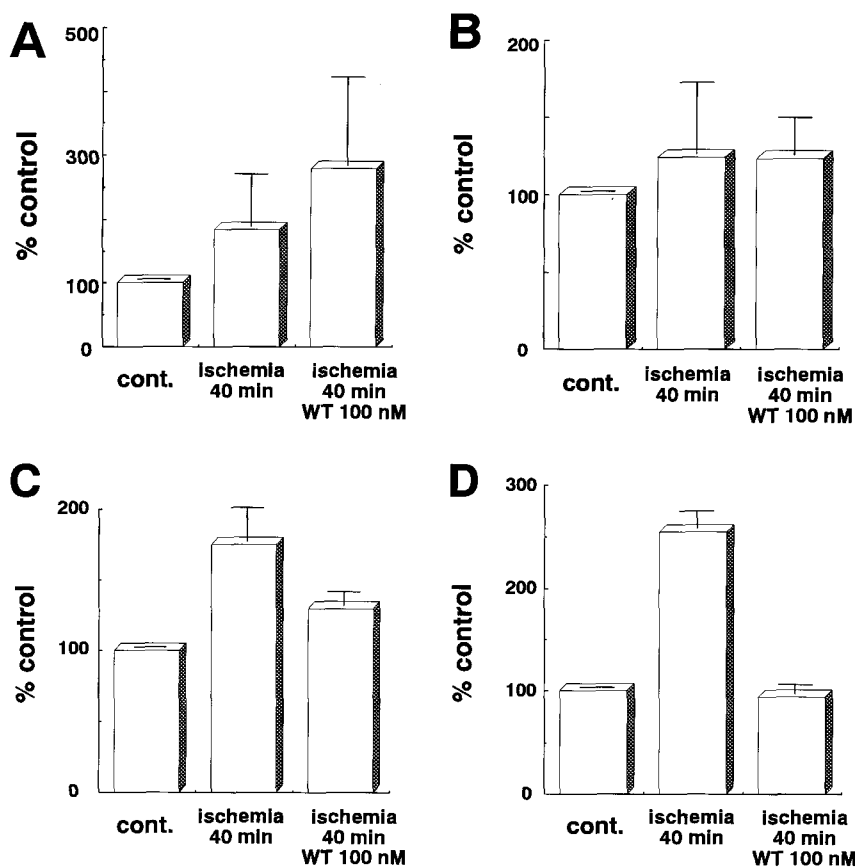 A
% control
500
300
100
0
cont.
ischemia
40 min
ischemia
40 min
WT 100 nM
B
% control
200
100
0
cont.
ischemia
40 min
ischemia
40 min
WT 100 nM
C
% control
200
100
0
cont.
ischemia
40 min
ischemia
40 min
WT 100 nM
D
% control
300
200
100
0
cont.
ischemia
40 min
ischemia
40 min
WT 100 nM